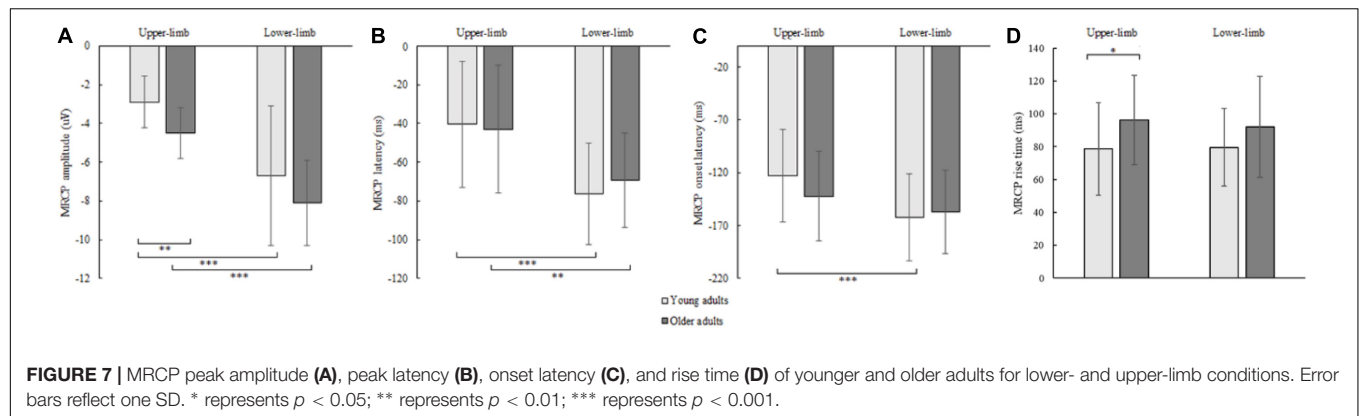 A Upper-limb Lower-limb
0
-2
-4
-6
-8
-10
-12
MRCP amplitude (uV)
**
***
***
B Upper-limb Lower-limb
0
-20
-40
-60
-80
-100
-120
MRCP latency (ms)
***
**
C Upper-limb Lower-limb
-20
-70
-120
-170
-220
MRCP onset latency (ms)
***
D Upper-limb Lower-limb
140
120
100
80
60
40
20
0
MRCP rise time (ms)
*
Young adults
Older adults
FIGURE 7 | MRCP peak amplitude (A), peak latency (B), onset latency (C), and rise time (D) of younger and older adults for lower- and upper-limb conditions. Error
bars reflect one SD. * represents p < 0.05; ** represents p < 0.01; *** represents p < 0.001.